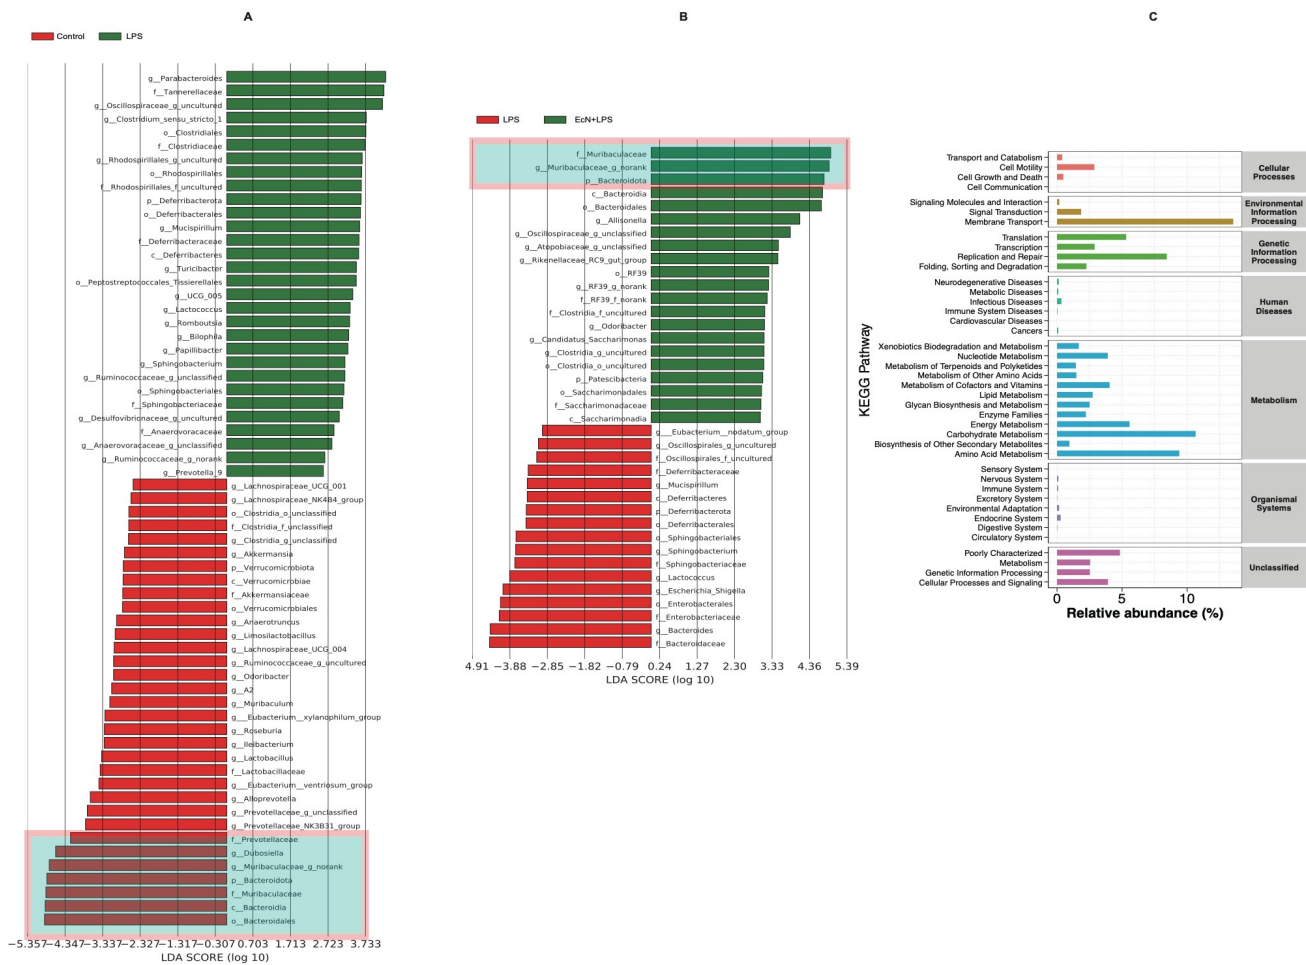 A
Control
LPS
g__Parabacteroides
f__Tannerellaceae
g__Oscillospiraceae_g_uncultured
g__Clostridium_sensu_stricto_1
o__Clostridiales
f__Clostridiaceae
g__Rhodospirillales_g_uncultured
o__Rhodospirillales
f__Rhodospirillales_f_uncultured
p__Deferribacterota
o__Deferribacterales
g__Mucispirillum
f__Deferribacteraceae
c__Deferribacteres
g__Turicibacter
o__Peptostreptococcales_Tissierellales
g__UCG_005
g__Lactococcus
g__Romboutsia
g__Bilophila
g__Papillibacter
g__Sphingobacterium
g__Ruminococcaceae_g_unclassified
o__Sphingobacteriales
f__Sphingobacteriaceae
g__Desulfovibrionaceae_g_uncultured
f__Anaerovoracaceae
g__Anaerovoracaceae_g_unclassified
g__Ruminococcaceae_g_norank
g__Prevotella_9
g__Lachnospiraceae_UCG_001
g__Lachnospiraceae_NK4B4_group
o__Clostridia_o_unclassified
f__Clostridia_f_unclassified
g__Clostridia_g_unclassified
g__Akkermansia
p__Verrucomicrobiota
c__Verrucomicrobiae
f__Akkermansiaceae
o__Verrucomicrobiales
g__Anaerotruncus
g__Limosilactobacillus
g__Lachnospiraceae_UCG_004
g__Ruminococcaceae_g_uncultured
g__Odoribacter
g__A2
g__Muribaculum
g___Eubacterium__xylanophilum_group
g__Roseburia
g__Ileibacterium
g__Lactobacillus
f__Lactobacillaceae
g___Eubacterium__ventriosum_group
g__Alloprevotella
g__Prevotellaceae_g_unclassified
g__Prevotellaceae_NK3B31_group
f__Prevotellaceae
g__Dubosiella
g__Muribaculaceae_g_norank
p__Bacteroidota
f__Muribaculaceae
c__Bacteroidia
o__Bacteroidales
−5.357 −4.347 −3.337 −2.327 −1.317 −0.307 0.703 1.713 2.723 3.733
LDA SCORE (log 10)
B
LPS
EcN+LPS
f__Muribaculaceae
g__Muribaculaceae_g_norank
p__Bacteroidota
c__Bacteroidia
o__Bacteroidales
g__Allisonella
g__Oscillospiraceae_g_unclassified
g__Atopobiaceae_g_unclassified
g__Rikenellaceae_RC9_gut_group
o__RF39
g__RF39_g_norank
f__RF39_f_norank
f__Clostridia_f_uncultured
g__Odoribacter
g__Candidatus_Saccharimonas
g__Clostridia_g_uncultured
o__Clostridia_o_uncultured
p__Patescibacteria
o__Saccharimonadales
f__Saccharimonadaceae
c__Saccharimonadia
g___Eubacterium__nodatum_group
g__Oscillospirales_g_uncultured
f__Oscillospirales_f_uncultured
f__Deferribacteraceae
g__Mucispirillum
c__Deferribacteres
p__Deferribacterota
o__Deferribacterales
o__Sphingobacteriales
g__Sphingobacterium
f__Sphingobacteriaceae
g__Lactococcus
g__Escherichia_Shigella
o__Enterobacterales
f__Enterobacteriaceae
g__Bacteroides
f__Bacteroidaceae
4.91 −3.88 −2.85 −1.82 −0.79 0.24 1.27 2.30 3.33 4.36 5.39
LDA SCORE (log 10)
C
KEGG Pathway
Transport and Catabolism
Cell Motility
Cell Growth and Death
Cell Communication
Cellular
Processes
Signaling Molecules and Interaction
Signal Transduction
Membrane Transport
Environmental
Information
Processing
Translation
Transcription
Replication and Repair
Folding, Sorting and Degradation
Genetic
Information
Processing
Neurodegenerative Diseases
Metabolic Diseases
Infectious Diseases
Immune System Diseases
Cardiovascular Diseases
Cancers
Human
Diseases
Xenobiotics Biodegradation and Metabolism
Nucleotide Metabolism
Metabolism of Terpenoids and Polyketides
Metabolism of Other Amino Acids
Metabolism of Cofactors and Vitamins
Lipid Metabolism
Glycan Biosynthesis and Metabolism
Enzyme Families
Energy Metabolism
Carbohydrate Metabolism
Biosynthesis of Other Secondary Metabolites
Amino Acid Metabolism
Metabolism
Sensory System
Nervous System
Immune System
Excretory System
Environmental Adaptation
Endocrine System
Digestive System
Circulatory System
Organismal
Systems
Poorly Characterized
Metabolism
Genetic Information Processing
Cellular Processes and Signaling
Unclassified
0 5 10
Relative abundance (%)